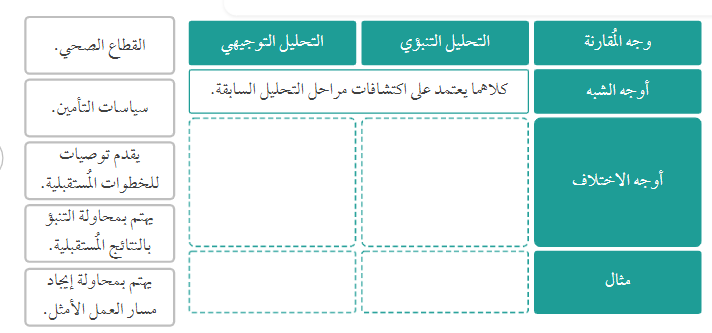 وجه المُقارنة
التحليل التنبؤي
التحليل التوجيهي
أوجه الشبه
كلاهما يعتمد على اكتشافات مراحل التحليل السابقة.
أوجه الاختلاف
مثال
القطاع الصحي.
سياسات التأمين.
يقدم توصيات
للخطوات المُستقبلية.
يهتم بمحاولة التنبؤ
بالنتائج المُستقبلية.
يهتم بمحاولة إيجاد
مسار العمل الأمثل.